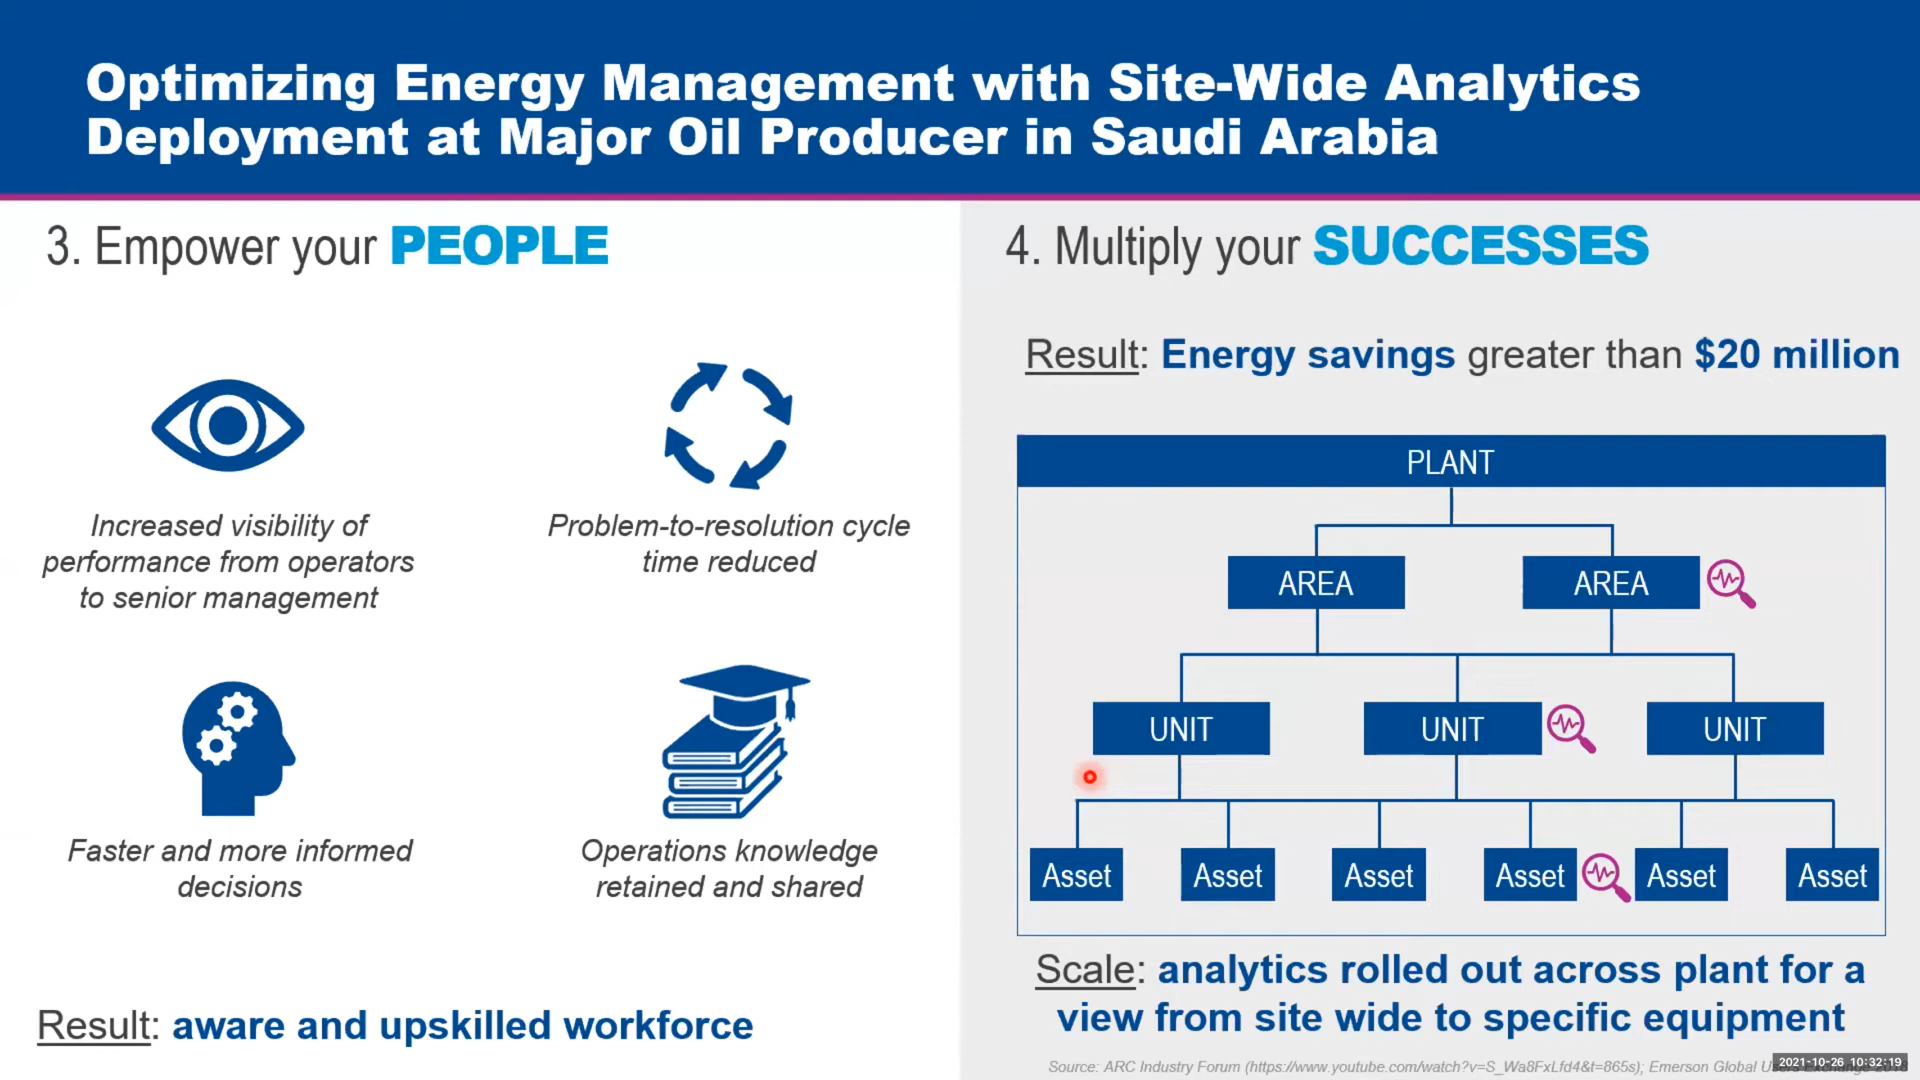 Optimizing Energy Management with Site-Wide Analytics
Deployment at Major Oil Producer in Saudi Arabia
3. Empower your PEOPLE
Increased visibility of
performance from operators
to senior management
Problem-to-resolution cycle
time reduced
Faster and more informed
decisions
Operations knowledge
retained and shared
Result: aware and upskilled workforce
4. Multiply your SUCCESSES
Result: Energy savings greater than $20 million
PLANT
AREA
AREA
UNIT
UNIT
UNIT
Asset
Asset
Asset
Asset
Asset
Asset
Scale: analytics rolled out across plant for a
view from site wide to specific equipment
Source: ARC Industry Forum (https://www.youtube.com/watch?v=S_Wa8FxLfd4&t=865s); Emerson Global
2021-10-26 10:32:19